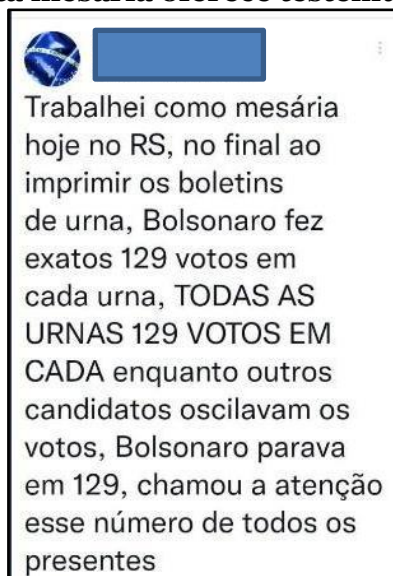 Trabalhei como mesária
hoje no RS, no final ao
imprimir os boletins
de urna, Bolsonaro fez
exatos 129 votos em
cada urna, TODAS AS
URNAS 129 VOTOS EM
CADA enquanto outros
candidatos oscilavam os
votos, Bolsonaro parava
em 129, chamou a atenção
esse número de todos os
presentes